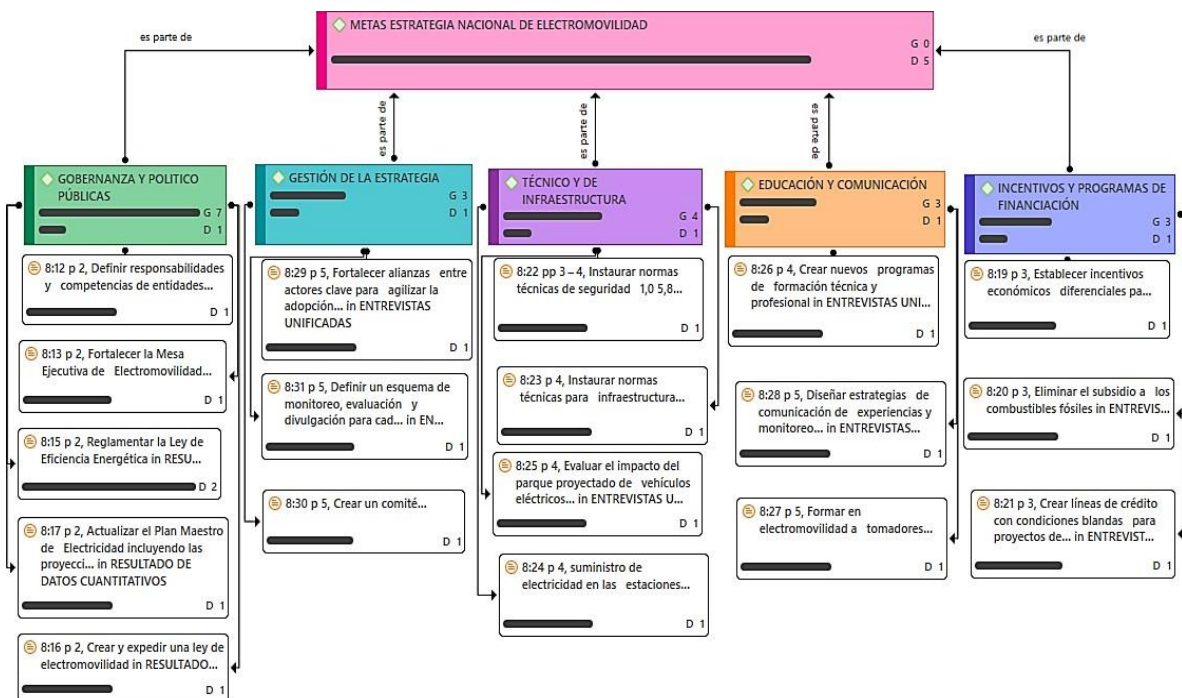 METAS ESTRATEGIA NACIONAL DE ELECTROMOVILIDAD
G 0
D 5
es parte de
es parte de
es parte de
es parte de
es parte de
GOBERNANZA Y POLITICO
PÚBLICAS
G 7
D 1
8:12 p 2, Definir responsabilidades
y competencias de entidades...
D 1
8:13 p 2, Fortalecer la Mesa
Ejecutiva de Electromovilidad...
D 1
8:15 p 2, Reglamentar la Ley de
Eficiencia Energética in RESU...
D 2
8:17 p 2, Actualizar el Plan Maestro
de Electricidad incluyendo las
proyecci... in RESULTADO DE
DATOS CUANTITATIVOS
D 1
8:16 p 2, Crear y expedir una ley de
electromovilidad in RESULTADO...
D 1
GESTIÓN DE LA ESTRATEGIA
G 3
D 1
8:29 p 5, Fortalecer alianzas entre
actores clave para agilizar la
adopción... in ENTREVISTAS
UNIFICADAS
D 1
8:31 p 5, Definir un esquema de
monitoreo, evaluación y
divulgación para cad... in EN...
D 1
8:30 p 5, Crear un comité...
D 1
TÉCNICO Y DE
INFRAESTRUCTURA
G 4
D 1
8:22 pp 3 – 4, Instaurar normas
técnicas de seguridad 1,0 5,8...
D 1
8:23 p 4, Instaurar normas
técnicas para infraestructura...
D 1
8:25 p 4, Evaluar el impacto del
parque proyectado de vehículos
eléctricos... in ENTREVISTAS U...
D 1
8:24 p 4, suministro de
electricidad en las estaciones...
D 1
EDUCACIÓN Y COMUNICACIÓN
G 3
D 1
8:26 p 4, Crear nuevos programas
de formación técnica y
profesional in ENTREVISTAS UNI...
D 1
8:28 p 5, Diseñar estrategias de
comunicación de experiencias y
monitoreo... in ENTREVISTAS...
D 1
8:27 p 5, Formar en
electromovilidad a tomadores...
D 1
INCENTIVOS Y PROGRAMAS DE
FINANCIACIÓN
G 3
D 1
8:19 p 3, Establecer incentivos
económicos diferenciales pa...
D 1
8:20 p 3, Eliminar el subsidio a los
combustibles fósiles in ENTREVIS...
D 1
8:21 p 3, Crear líneas de crédito
con condiciones blandas para
proyectos de... in ENTREVIST...
D 1